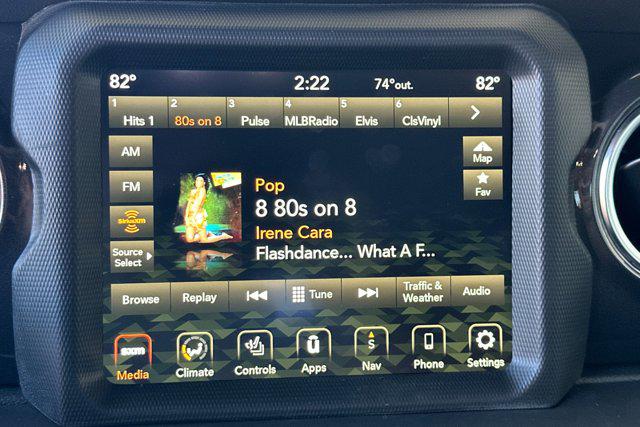 82° 2:22 74°out. 82°
1 Hits 1 2 80s on 8 3 Pulse 4 MLBRadio 5 Elvis 6 ClsVinyl >
AM
FM
SiriusXM
Source Select
Map
Fav
Pop
8 80s on 8
Irene Cara
Flashdance... What A F...
Browse Replay Tune Traffic & Weather Audio
sxm Media Climate Controls u Apps S Nav Phone Settings